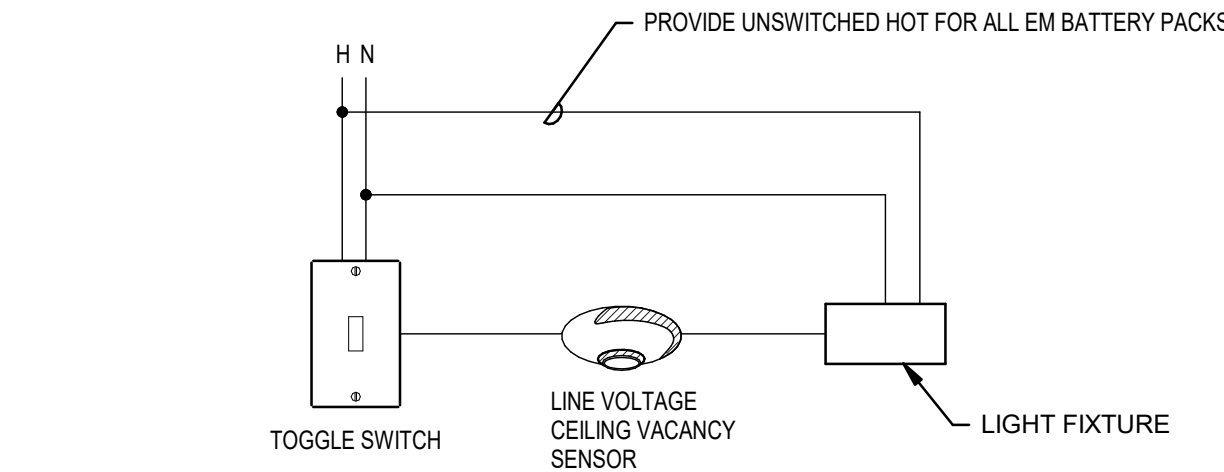 PROVIDE UNSWITCHED HOT FOR ALL EM BATTERY PACKS
H N
TOGGLE SWITCH
LINE VOLTAGE
CEILING VACANCY
SENSOR
LIGHT FIXTURE